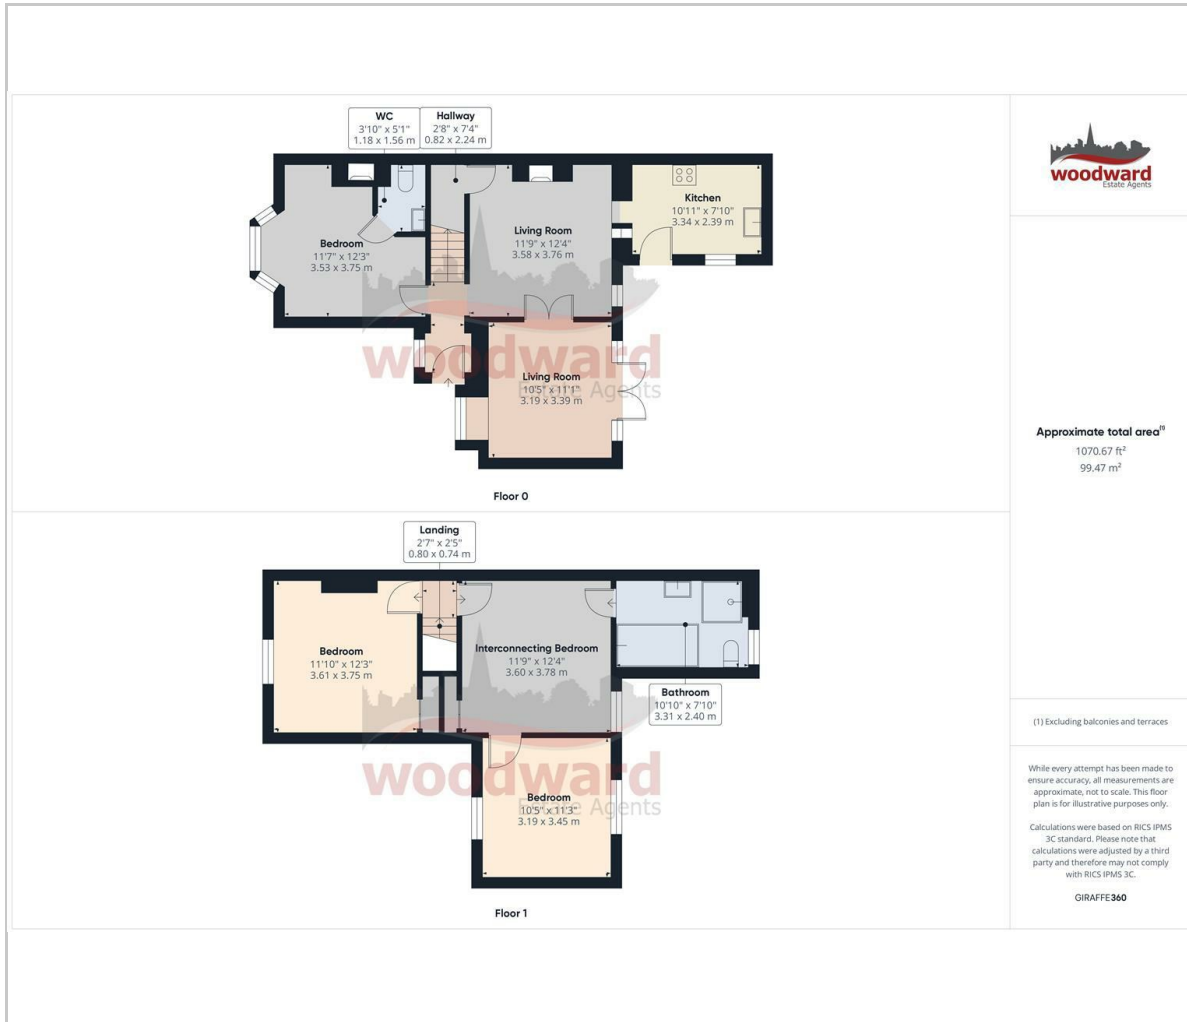 WC
3'10" x 5'1"
1.18 x 1.56 m
Hallway
2'8" x 7'4"
0.82 x 2.24 m
Bedroom
11'7" x 12'3"
3.53 x 3.75 m
Living Room
11'9" x 12'4"
3.58 x 3.76 m
Kitchen
10'11" x 7'10"
3.34 x 2.39 m
woodward
Estate Agents
Living Room
10'5" x 11'1"
3.19 x 3.39 m
Floor 0
Landing
2'7" x 2'5"
0.80 x 0.74 m
Bedroom
11'10" x 12'3"
3.61 x 3.75 m
Interconnecting Bedroom
11'9" x 12'4"
3.60 x 3.78 m
Bathroom
10'10" x 7'10"
3.31 x 2.40 m
woodward
Estate Agents
Bedroom
10'5" x 11'3"
3.19 x 3.45 m
Floor 1
woodward
Estate Agents
Approximate total area⁽¹⁾
1070.67 ft²
99.47 m²
(1) Excluding balconies and terraces
While every attempt has been made to
ensure accuracy, all measurements are
approximate, not to scale. This floor
plan is for illustrative purposes only.
Calculations were based on RICS IPMS
3C standard. Please note that
calculations were adjusted by a third
party and therefore may not comply
with RICS IPMS 3C.
GIRAFFE360